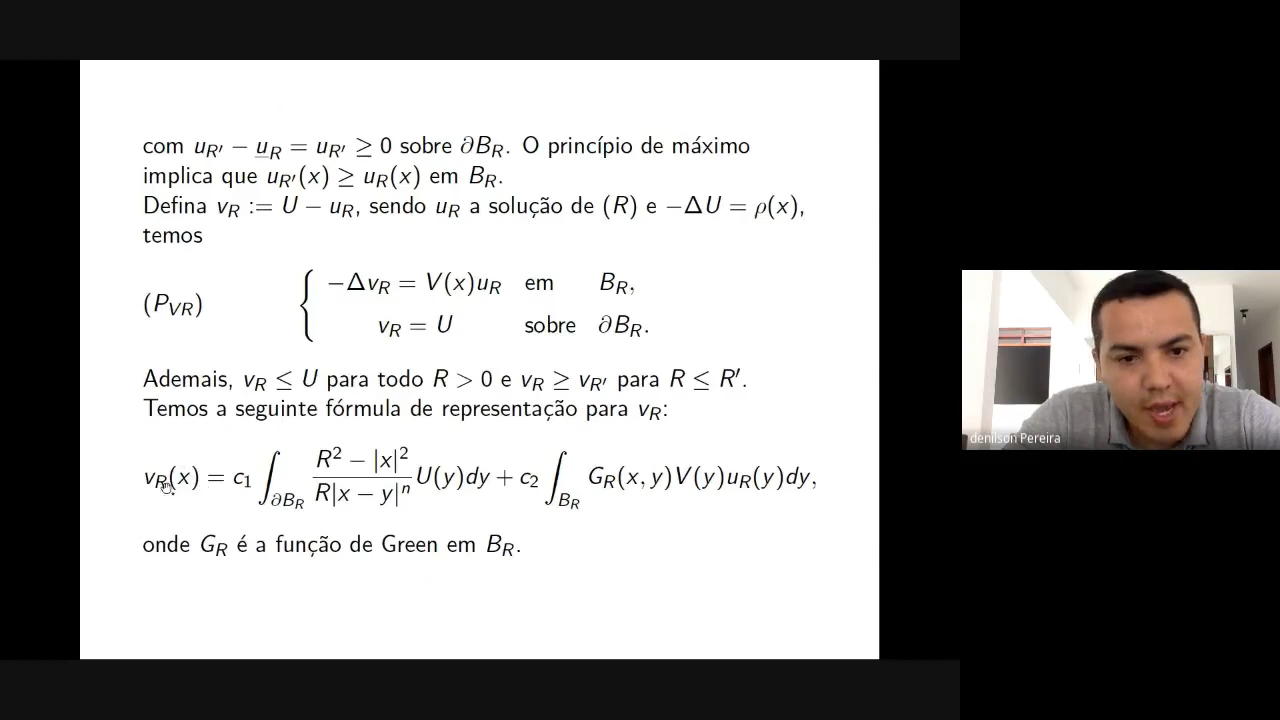 com u_{R'} − u_R = u_{R'} ≥ 0 sobre ∂B_R. O princípio de máximo
implica que u_{R'}(x) ≥ u_R(x) em B_R.
Defina v_R := U − u_R, sendo u_R a solução de (R) e −ΔU = ρ(x),
temos
(P_{VR}) { −Δv_R = V(x)u_R em B_R,
v_R = U sobre ∂B_R.
Ademais, v_R ≤ U para todo R > 0 e v_R ≥ v_{R'} para R ≤ R'.
Temos a seguinte fórmula de representação para v_R:
v_R(x) = c_1 ∫_{∂B_R} \frac{R^2 − |x|^2}{R|x − y|^n} U(y)dy + c_2 ∫_{B_R} G_R(x, y)V(y)u_R(y)dy,
onde G_R é a função de Green em B_R.
denilson Pereira